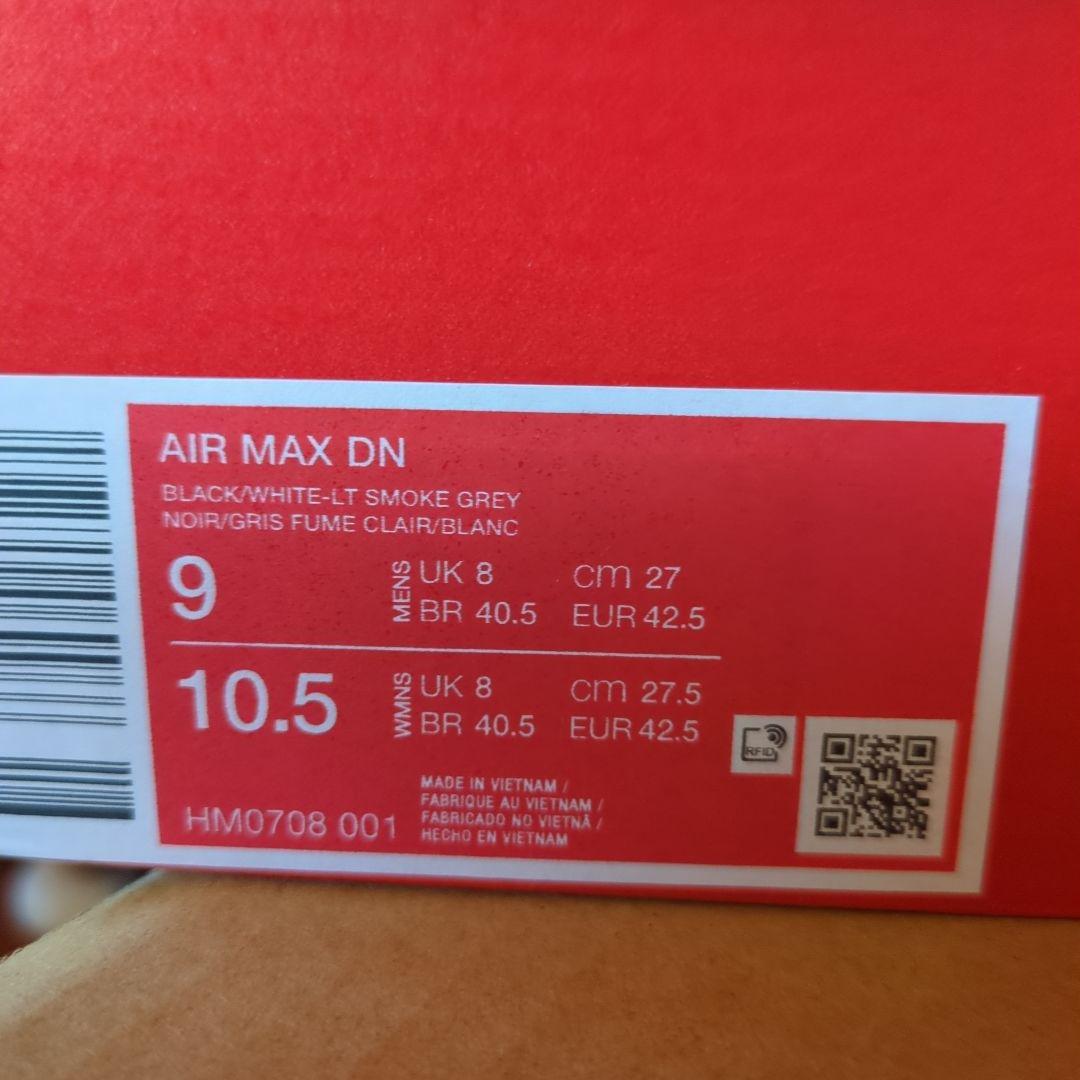 AIR MAX DN
BLACK/WHITE-LT SMOKE GREY
NOIR/GRIS FUME CLAIR/BLANC
9
MENS
UK 8 cm 27
BR 40.5 EUR 42.5
10.5
WMNS
UK 8 cm 27.5
BR 40.5 EUR 42.5
RFID
MADE IN VIETNAM /
FABRIQUE AU VIETNAM /
FABRICADO NO VIETNÃ /
HECHO EN VIETNAM
HM0708 001